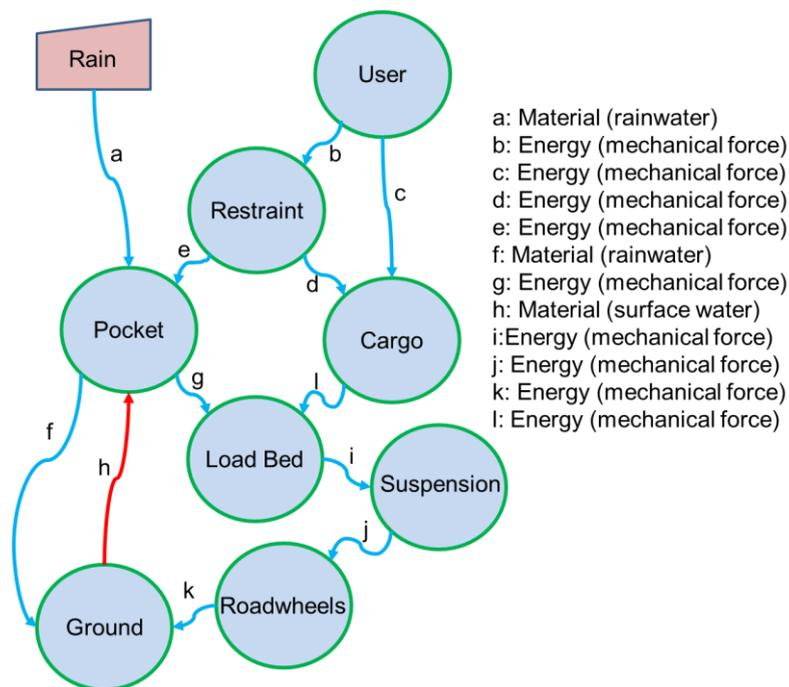 Rain
User
a
b
c
Restraint
e
d
Pocket
Cargo
g
l
f
h
Load Bed
i
Suspension
j
k
Roadwheels
Ground
a: Material (rainwater)
b: Energy (mechanical force)
c: Energy (mechanical force)
d: Energy (mechanical force)
e: Energy (mechanical force)
f: Material (rainwater)
g: Energy (mechanical force)
h: Material (surface water)
i:Energy (mechanical force)
j: Energy (mechanical force)
k: Energy (mechanical force)
l: Energy (mechanical force)